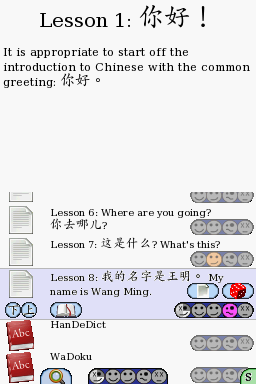 Lesson 1: 你好！
It is appropriate to start off the
introduction to Chinese with the common
greeting: 你好。
Lesson 6: Where are you going?
你去哪儿?
Lesson 7: 这是什么? What's this?
Lesson 8: 我的名字是王明。 My
name is Wang Ming.
下 上
Abc HanDeDict
Abc WaDoku
S